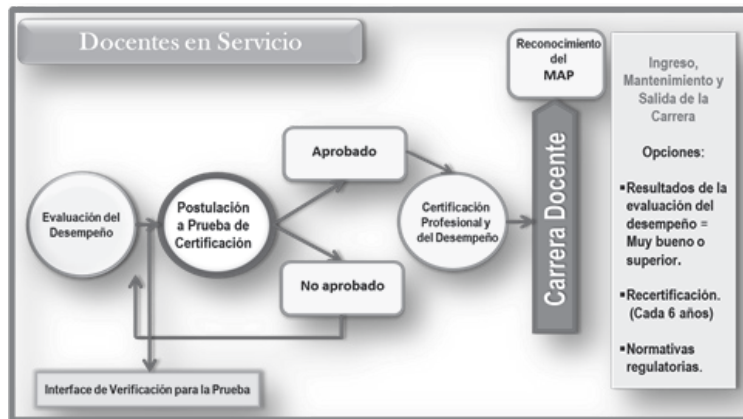 Docentes en Servicio
Reconocimiento
del
MAP
Ingreso,
Mantenimiento y
Salida de la
Carrera
Opciones:
▪Resultados de la
evaluación del
desempeño =
Muy bueno o
superior.
▪Recertificación.
(Cada 6 años)
▪Normativas
regulatorias.
Aprobado
Evaluación del
Desempeño
Postulación
a Prueba de
Certificación
Certificación
Profesional y
del Desempeño
Carrera Docente
No aprobado
Interface de Verificación para la Prueba